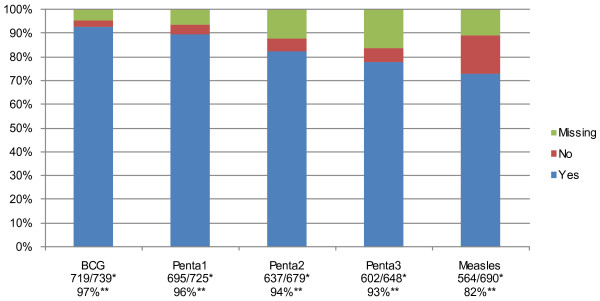 100%
90%
80%
70%
60%
50%
40%
30%
20%
10%
0%
Missing
No
Yes
BCG Penta1 Penta2 Penta3 Measles
719/739* 695/725* 637/679* 602/648* 564/690*
97%** 96%** 94%** 93%** 82%**